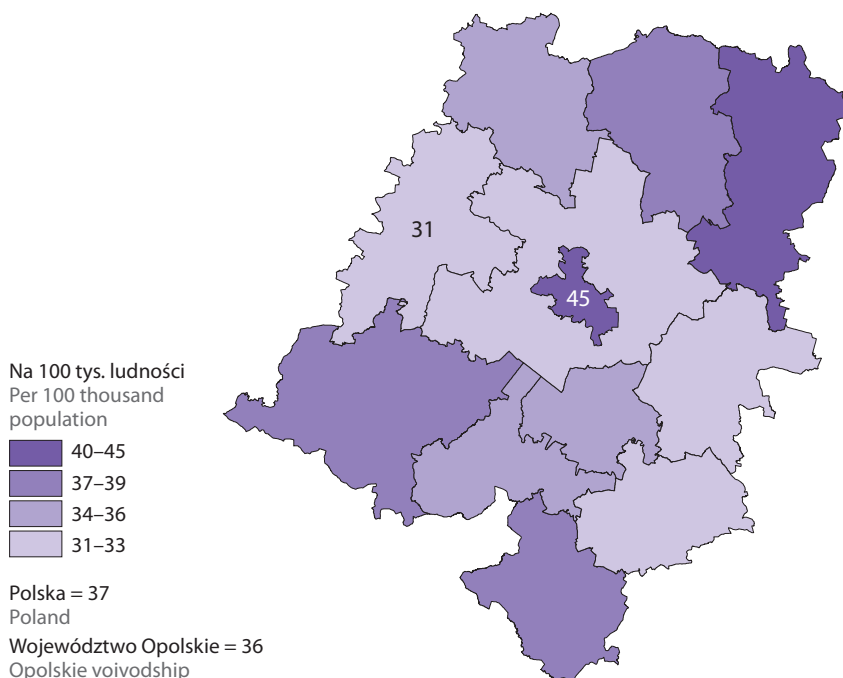 31
45
Na 100 tys. ludności
Per 100 thousand
population
40–45
37–39
34–36
31–33
Polska = 37
Poland
Województwo Opolskie = 36
Opolskie voivodship